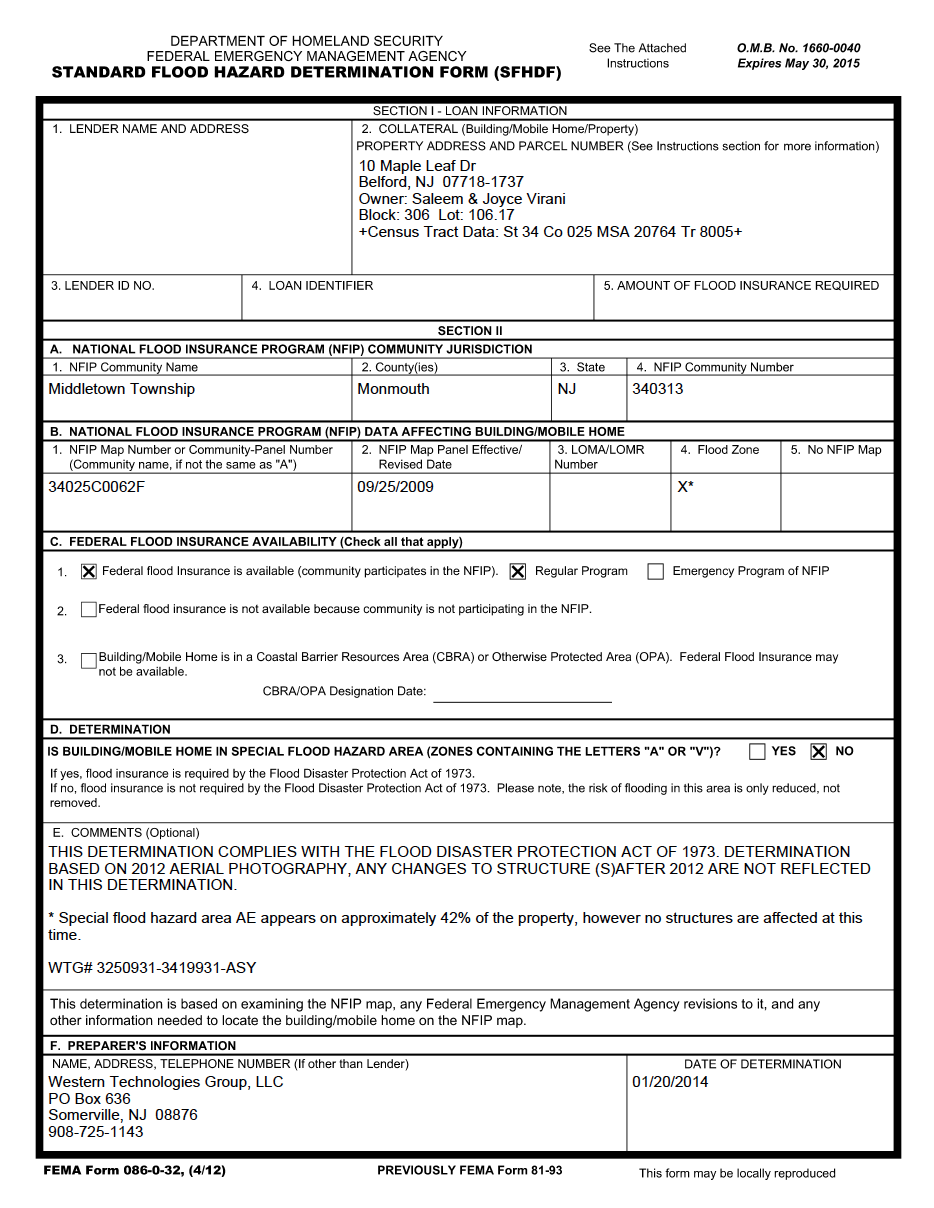 DEPARTMENT OF HOMELAND SECURITY
FEDERAL EMERGENCY MANAGEMENT AGENCY
STANDARD FLOOD HAZARD DETERMINATION FORM (SFHDF)
See The Attached
Instructions
O.M.B. No. 1660-0040
Expires May 30, 2015
SECTION I - LOAN INFORMATION
1. LENDER NAME AND ADDRESS
2. COLLATERAL (Building/Mobile Home/Property)
PROPERTY ADDRESS AND PARCEL NUMBER (See Instructions section for more information)
10 Maple Leaf Dr
Belford, NJ 07718-1737
Owner: Saleem & Joyce Virani
Block: 306 Lot: 106.17
+Census Tract Data: St 34 Co 025 MSA 20764 Tr 8005+
3. LENDER ID NO.
4. LOAN IDENTIFIER
5. AMOUNT OF FLOOD INSURANCE REQUIRED
SECTION II
A. NATIONAL FLOOD INSURANCE PROGRAM (NFIP) COMMUNITY JURISDICTION
1. NFIP Community Name
2. County(ies)
3. State
4. NFIP Community Number
Middletown Township
Monmouth
NJ
340313
B. NATIONAL FLOOD INSURANCE PROGRAM (NFIP) DATA AFFECTING BUILDING/MOBILE HOME
1. NFIP Map Number or Community-Panel Number
(Community name, if not the same as "A")
2. NFIP Map Panel Effective/
Revised Date
3. LOMA/LOMR
Number
4. Flood Zone
5. No NFIP Map
34025C0062F
09/25/2009
X*
C. FEDERAL FLOOD INSURANCE AVAILABILITY (Check all that apply)
1. Federal flood Insurance is available (community participates in the NFIP). Regular Program Emergency Program of NFIP
2. Federal flood insurance is not available because community is not participating in the NFIP.
3. Building/Mobile Home is in a Coastal Barrier Resources Area (CBRA) or Otherwise Protected Area (OPA). Federal Flood Insurance may
not be available.
CBRA/OPA Designation Date:
D. DETERMINATION
IS BUILDING/MOBILE HOME IN SPECIAL FLOOD HAZARD AREA (ZONES CONTAINING THE LETTERS "A" OR "V")? YES NO
If yes, flood insurance is required by the Flood Disaster Protection Act of 1973.
If no, flood insurance is not required by the Flood Disaster Protection Act of 1973. Please note, the risk of flooding in this area is only reduced, not
removed.
E. COMMENTS (Optional)
THIS DETERMINATION COMPLIES WITH THE FLOOD DISASTER PROTECTION ACT OF 1973. DETERMINATION
BASED ON 2012 AERIAL PHOTOGRAPHY, ANY CHANGES TO STRUCTURE (S)AFTER 2012 ARE NOT REFLECTED
IN THIS DETERMINATION.
* Special flood hazard area AE appears on approximately 42% of the property, however no structures are affected at this
time.
WTG# 3250931-3419931-ASY
This determination is based on examining the NFIP map, any Federal Emergency Management Agency revisions to it, and any
other information needed to locate the building/mobile home on the NFIP map.
F. PREPARER'S INFORMATION
NAME, ADDRESS, TELEPHONE NUMBER (If other than Lender)
DATE OF DETERMINATION
Western Technologies Group, LLC
PO Box 636
Somerville, NJ 08876
908-725-1143
01/20/2014
FEMA Form 086-0-32, (4/12)
PREVIOUSLY FEMA Form 81-93
This form may be locally reproduced